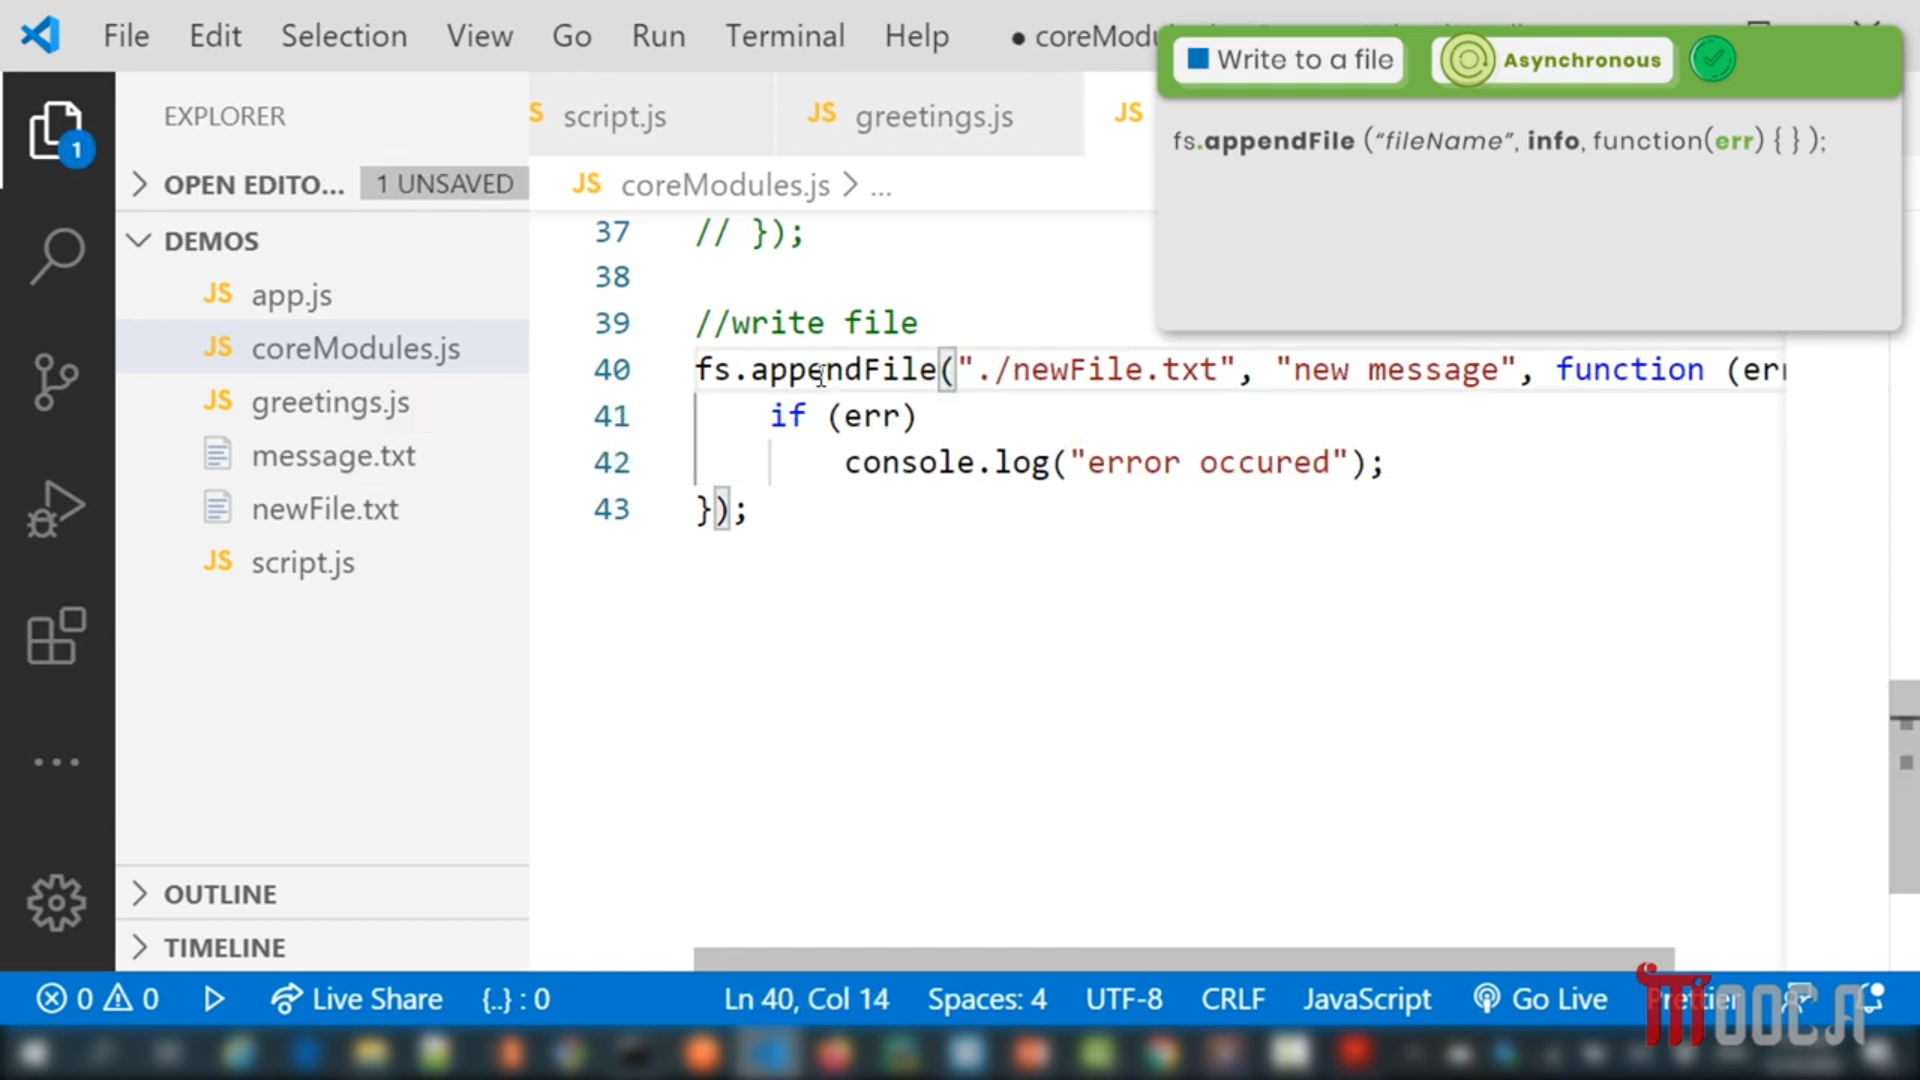 File Edit Selection View Go Run Terminal Help ● coreModu
Write to a file Asynchronous
fs.appendFile (“fileName”, info, function(err) { } );
EXPLORER
OPEN EDITO... 1 UNSAVED
DEMOS
JS app.js
JS coreModules.js
JS greetings.js
message.txt
newFile.txt
JS script.js
OUTLINE
TIMELINE
1
script.js JS greetings.js JS
JS coreModules.js > ...
37 // });
38
39 //write file
40 fs.appendFile("./newFile.txt", "new message", function (err
41 if (err)
42 console.log("error occured");
43 });
0 0 Live Share {..} : 0 Ln 40, Col 14 Spaces: 4 UTF-8 CRLF JavaScript Go Live Prettier
MOOCA